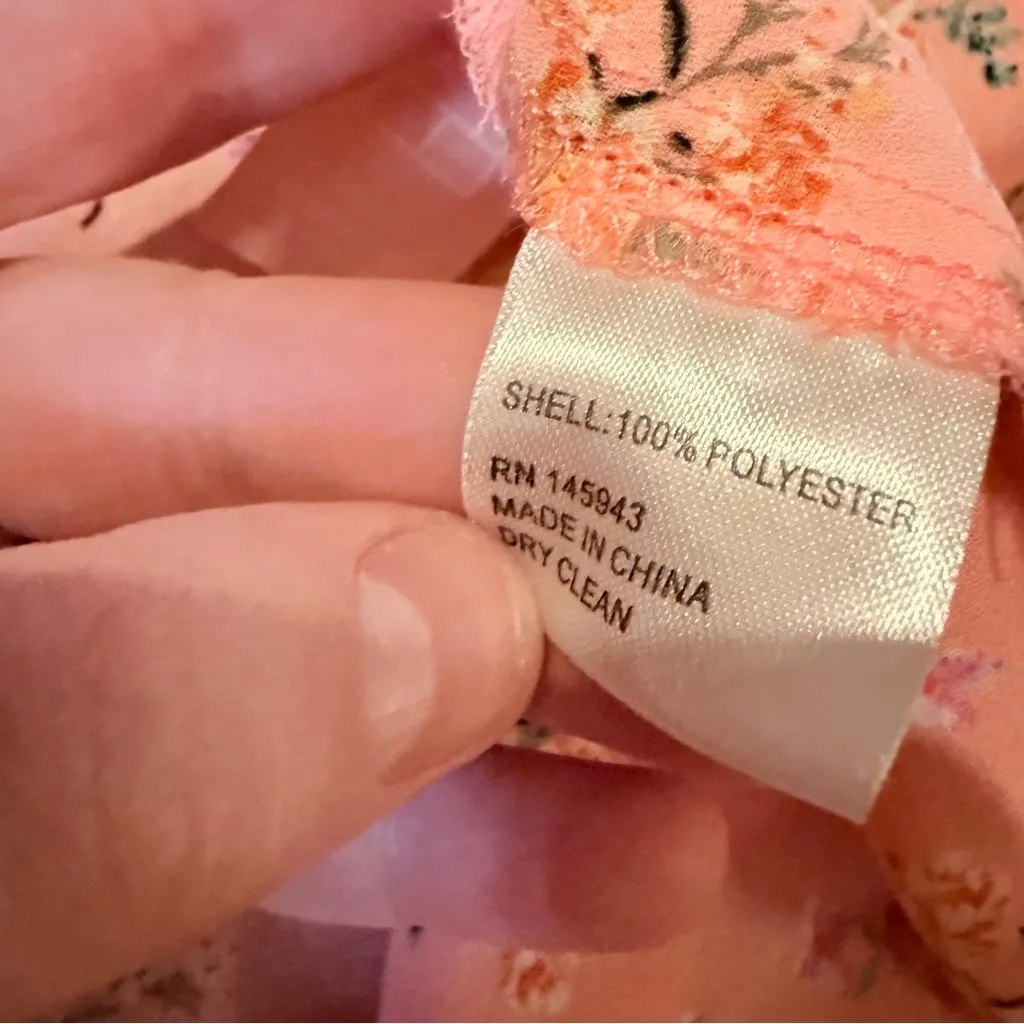 SHELL:100% POLYESTER
RN 145943
MADE IN CHINA
DRY CLEAN